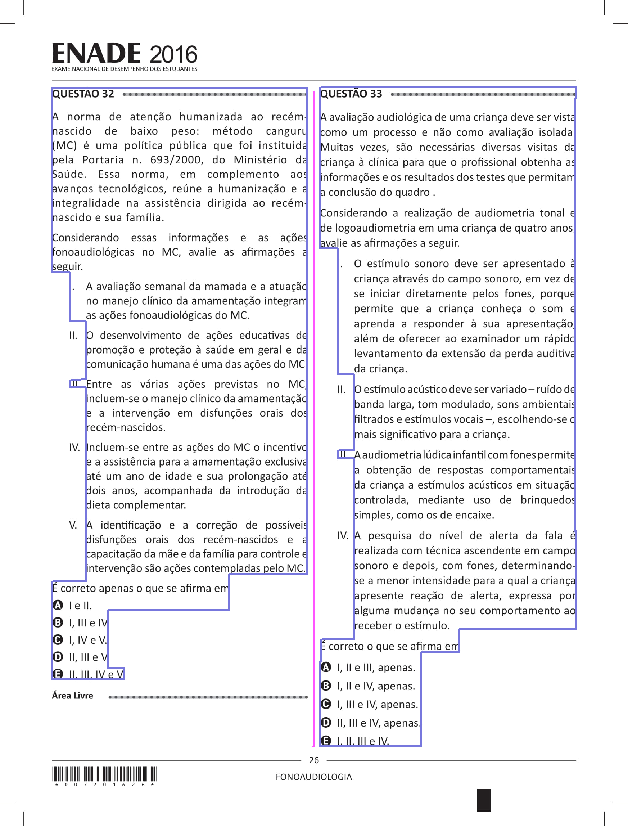 ENADE 2016
EXAME NACIONAL DE DESEMPENHO DOS ESTUDANTES
QUESTÃO 32
A norma de atenção humanizada ao recém-
nascido de baixo peso: método canguru
(MC) é uma política pública que foi instituída
pela Portaria n. 693/2000, do Ministério da
Saúde. Essa norma, em complemento aos
avanços tecnológicos, reúne a humanização e a
integralidade na assistência dirigida ao recém-
nascido e sua família.
Considerando essas informações e as ações
fonoaudiológicas no MC, avalie as afirmações a
seguir.
I. A avaliação semanal da mamada e a atuação
no manejo clínico da amamentação integram
as ações fonoaudiológicas do MC.
II. O desenvolvimento de ações educativas de
promoção e proteção à saúde em geral e da
comunicação humana é uma das ações do MC.
III. Entre as várias ações previstas no MC,
incluem-se o manejo clínico da amamentação
e a intervenção em disfunções orais dos
recém-nascidos.
IV. Incluem-se entre as ações do MC o incentivo
e a assistência para a amamentação exclusiva
até um ano de idade e sua prolongação até
dois anos, acompanhada da introdução da
dieta complementar.
V. A identificação e a correção de possíveis
disfunções orais dos recém-nascidos e a
capacitação da mãe e da família para controle e
intervenção são ações contempladas pelo MC.
É correto apenas o que se afirma em
A I e II.
B I, III e IV.
C I, IV e V.
D II, III e V.
E II, III, IV e V.
Área Livre
QUESTÃO 33
A avaliação audiológica de uma criança deve ser vista
como um processo e não como avaliação isolada.
Muitas vezes, são necessárias diversas visitas da
criança à clínica para que o profissional obtenha as
informações e os resultados dos testes que permitam
a conclusão do quadro .
Considerando a realização de audiometria tonal e
de logoaudiometria em uma criança de quatro anos,
avalie as afirmações a seguir.
I. O estímulo sonoro deve ser apresentado à
criança através do campo sonoro, em vez de
se iniciar diretamente pelos fones, porque
permite que a criança conheça o som e
aprenda a responder à sua apresentação,
além de oferecer ao examinador um rápido
levantamento da extensão da perda auditiva
da criança.
II. O estímulo acústico deve ser variado – ruído de
banda larga, tom modulado, sons ambientais
filtrados e estímulos vocais –, escolhendo-se o
mais significativo para a criança.
III. A audiometria lúdica infantil com fones permite
a obtenção de respostas comportamentais
da criança a estímulos acústicos em situação
controlada, mediante uso de brinquedos
simples, como os de encaixe.
IV. A pesquisa do nível de alerta da fala é
realizada com técnica ascendente em campo
sonoro e depois, com fones, determinando-
se a menor intensidade para a qual a criança
apresente reação de alerta, expressa por
alguma mudança no seu comportamento ao
receber o estímulo.
É correto o que se afirma em
A I, II e III, apenas.
B I, II e IV, apenas.
C I, III e IV, apenas.
D II, III e IV, apenas.
E I, II, III e IV.
26
FONOAUDIOLOGIA